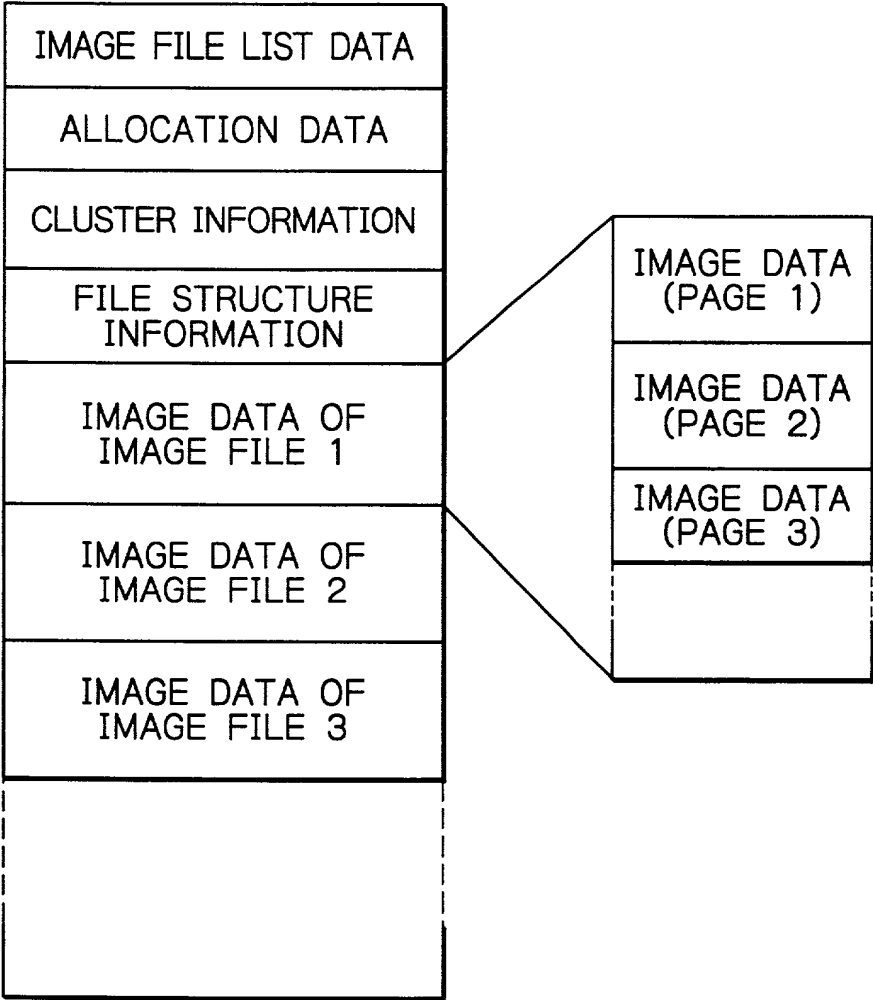 IMAGE FILE LIST DATA
ALLOCATION DATA
CLUSTER INFORMATION
FILE STRUCTURE
INFORMATION
IMAGE DATA OF
IMAGE FILE 1
IMAGE DATA OF
IMAGE FILE 2
IMAGE DATA OF
IMAGE FILE 3
IMAGE DATA
(PAGE 1)
IMAGE DATA
(PAGE 2)
IMAGE DATA
(PAGE 3)